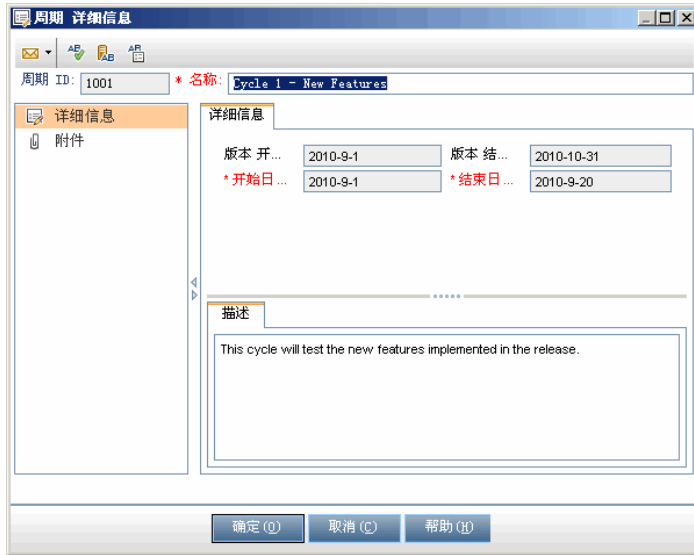 周期 详细信息
周期 ID: 1001 * 名称: Cycle 1 - New Features
详细信息
附件
详细信息
版本 开... 2010-9-1 版本 结... 2010-10-31
*开始日... 2010-9-1 *结束日... 2010-9-20
描述
This cycle will test the new features implemented in the release.
确定(O) 取消(C) 帮助(H)